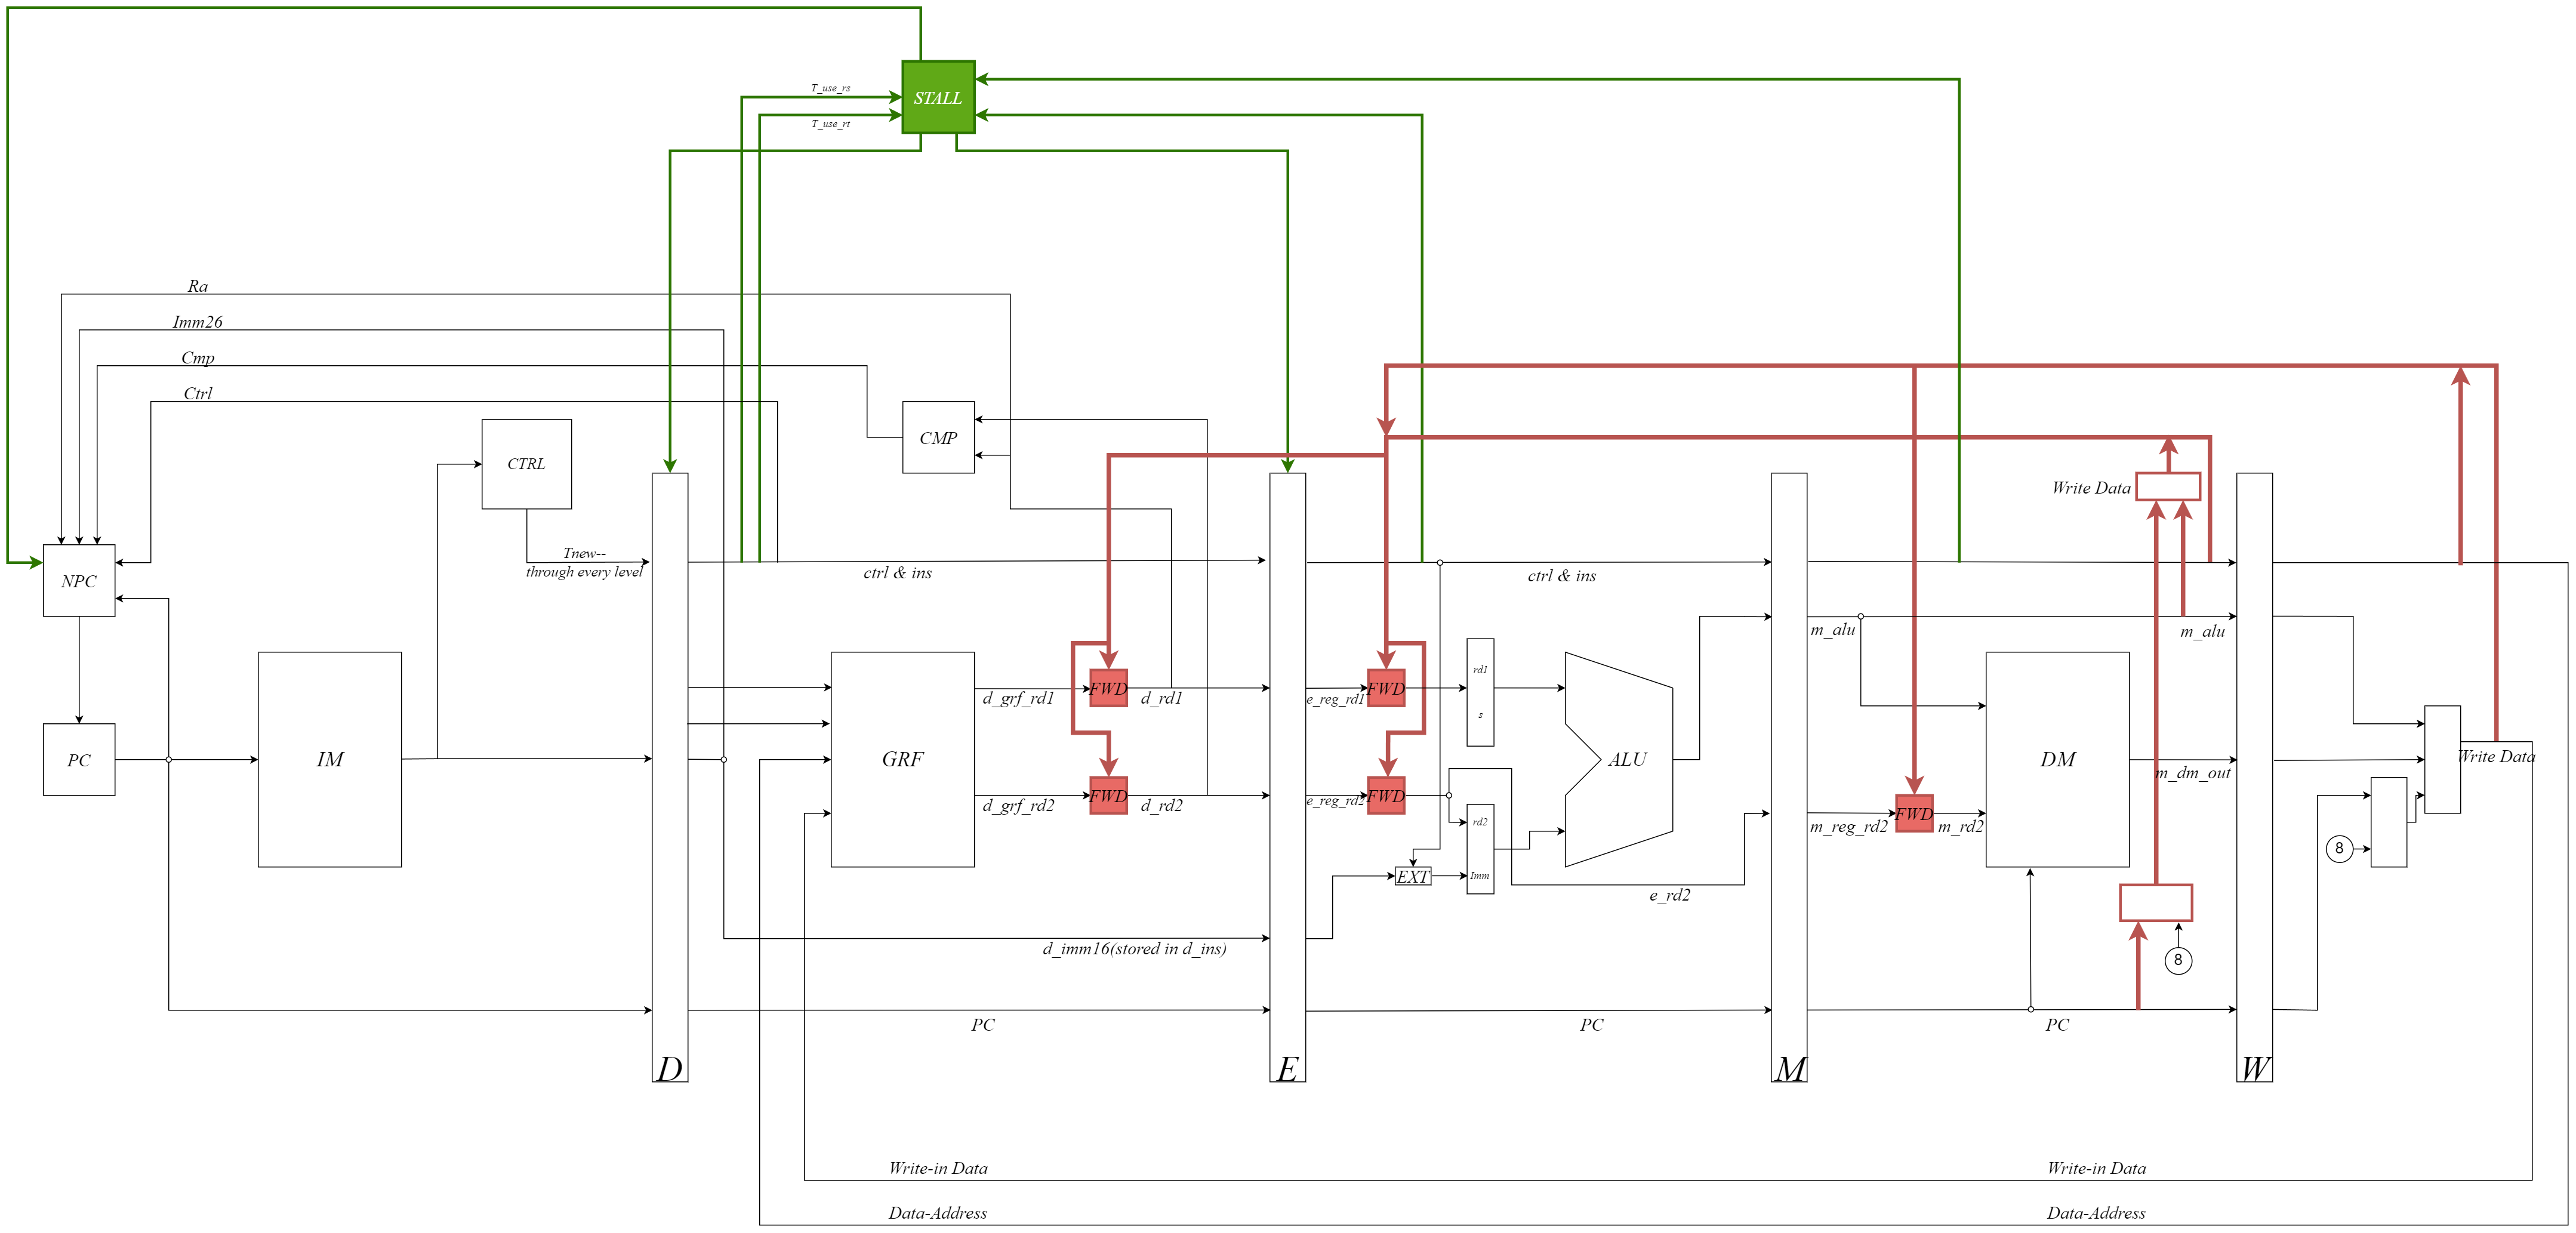 T_use_rs
STALL
T_use_rt
Ra
Imm26
Cmp
Ctrl
CMP
CTRL
Write Data
Tnew--
through every level
ctrl & ins
ctrl & ins
NPC
m_alu
m_alu
rd1
s
FWD
FWD
d_grf_rd1
d_rd1
e_reg_rd1
PC
IM
GRF
ALU
DM
Write Data
m_dm_out
FWD
FWD
d_grf_rd2
d_rd2
e_reg_rd2
rd2
FWD
m_reg_rd2
m_rd2
8
EXT
Imm
e_rd2
d_imm16(stored in d_ins)
8
PC
PC
PC
D
E
M
W
Write-in Data
Write-in Data
Data-Address
Data-Address